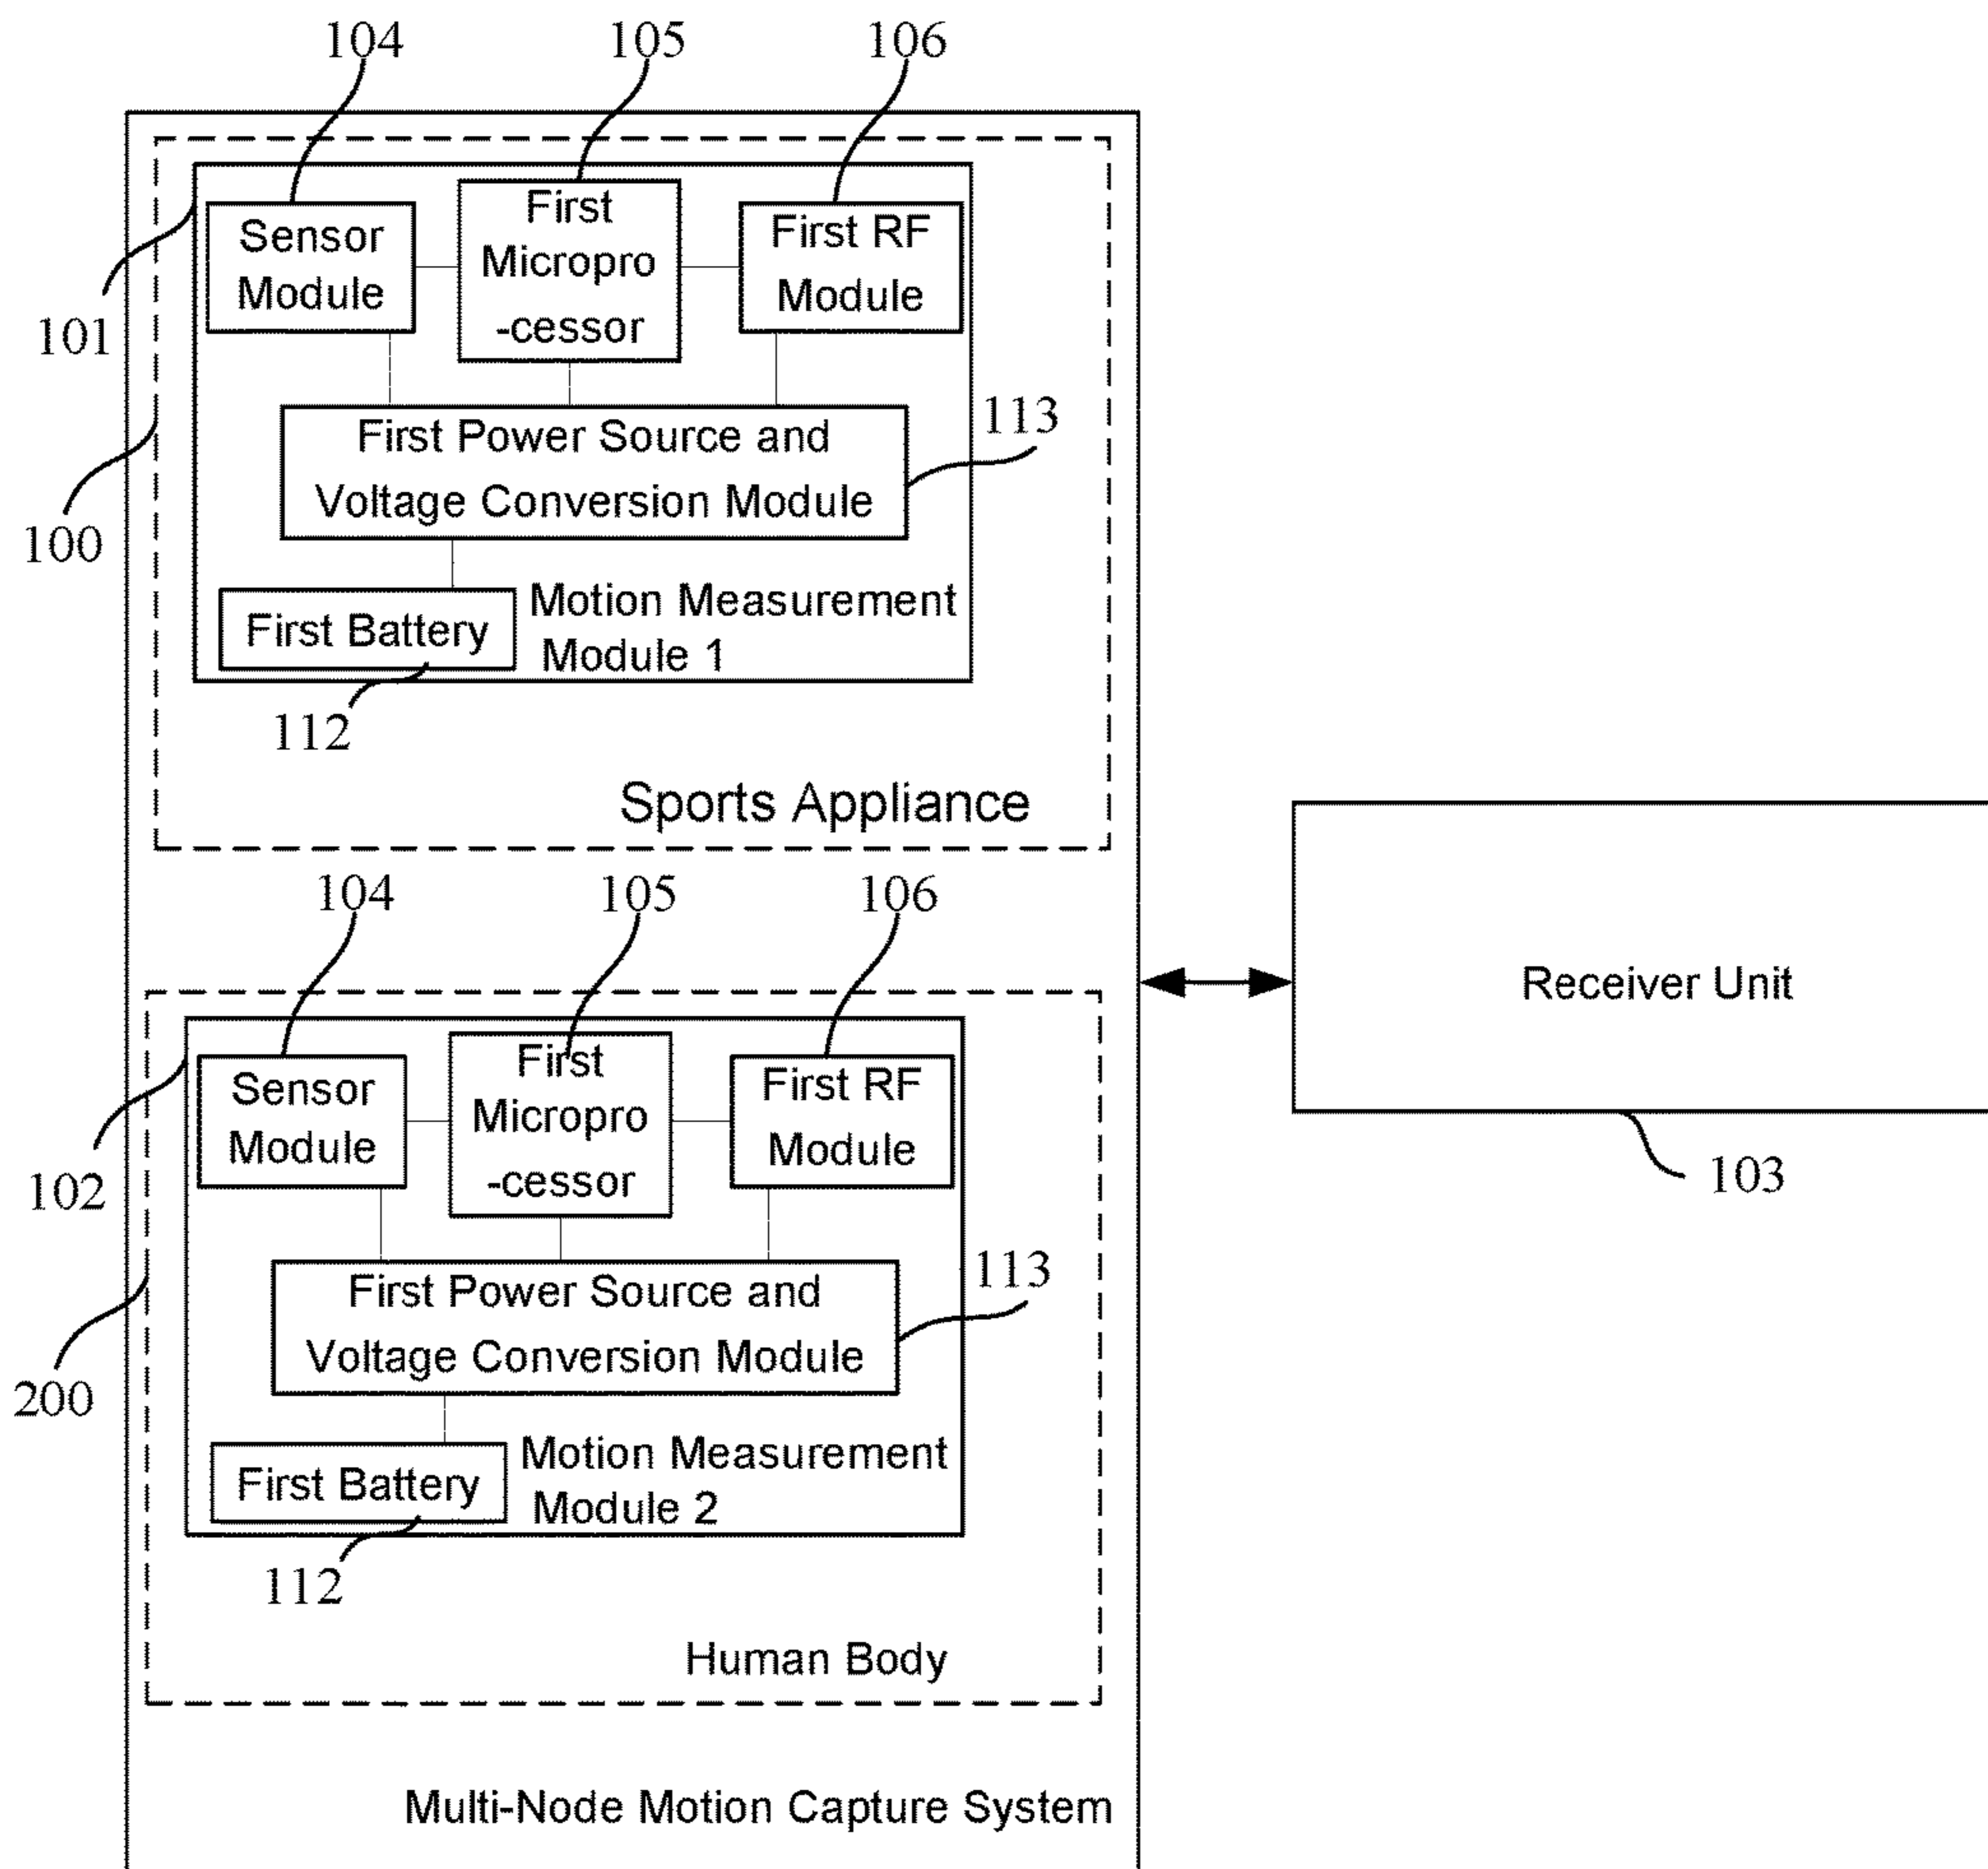 104 105 106
First
Sensor Micropro First RF
Module -cessor Module
101
First Power Source and 113
Voltage Conversion Module
100
Motion Measurement
First Battery Module 1
112
Sports Appliance
104 105 106
Receiver Unit
First
Sensor Micropro First RF
Module -cessor Module
102 103
First Power Source and 113
Voltage Conversion Module
200
Motion Measurement
First Battery Module 2
112
Human Body
Multi-Node Motion Capture System